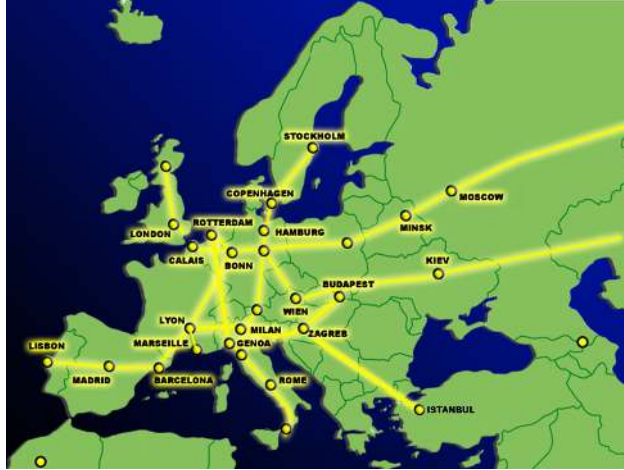 STOCKHOLM
COPENHAGEN
MOSCOW
ROTTERDAM
MINSK
LONDON
HAMBURG
CALAIS
BONN
KIEV
BUDAPEST
WIEN
LYON
MILAN
ZAGREB
MARSEILLE
GENOA
LISBON
MADRID
BARCELONA
ROME
ISTANBUL